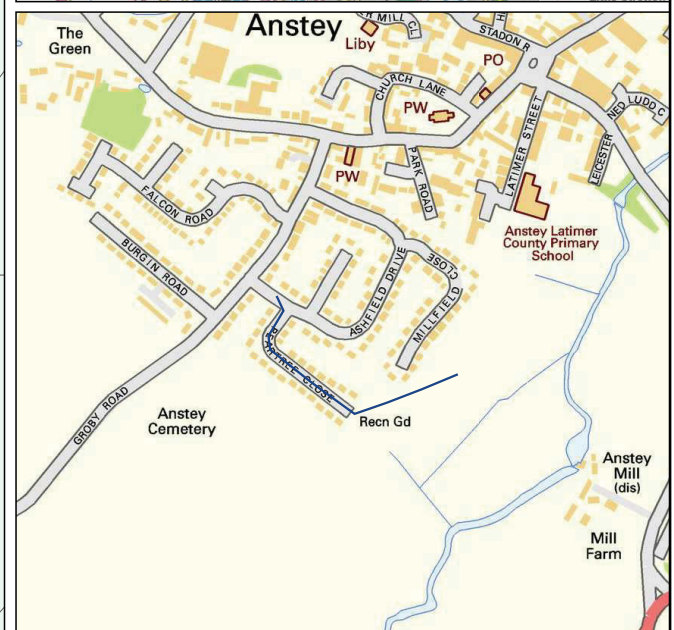 Anstey
The
Green
R MILL CL
Liby
STADON R
H
PO
CHURCH LANE
PW
NED LUDD C
LATIMER STREET
LEICESTER
PW
PARK ROAD
FALCON ROAD
Anstey Latimer
County Primary
School
BURGIN ROAD
ASHFIELD DRIVE
MILLFIELD
CLOSE
PEARTREE CLOSE
GROBY ROAD
Anstey
Cemetery
Recn Gd
Anstey
Mill
(dis)
Mill
Farm